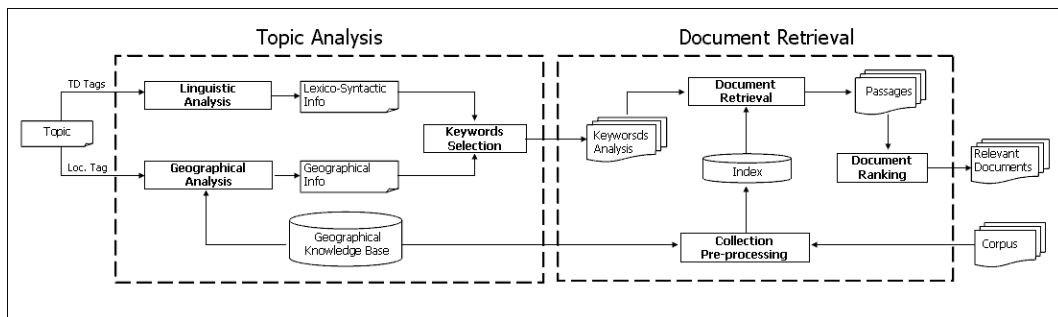 Topic Analysis
Document Retrieval
TD Tags
Linguistic
Analysis
Lexico-Syntactic
Info
Topic
Keywords
Selection
Loc. Tag
Geographical
Analysis
Geographical
Info
Geographical
Knowledge Base
Document
Retrieval
Passages
Keyworsds
Analysis
Index
Document
Ranking
Relevant
Documents
Collection
Pre-processing
Corpus